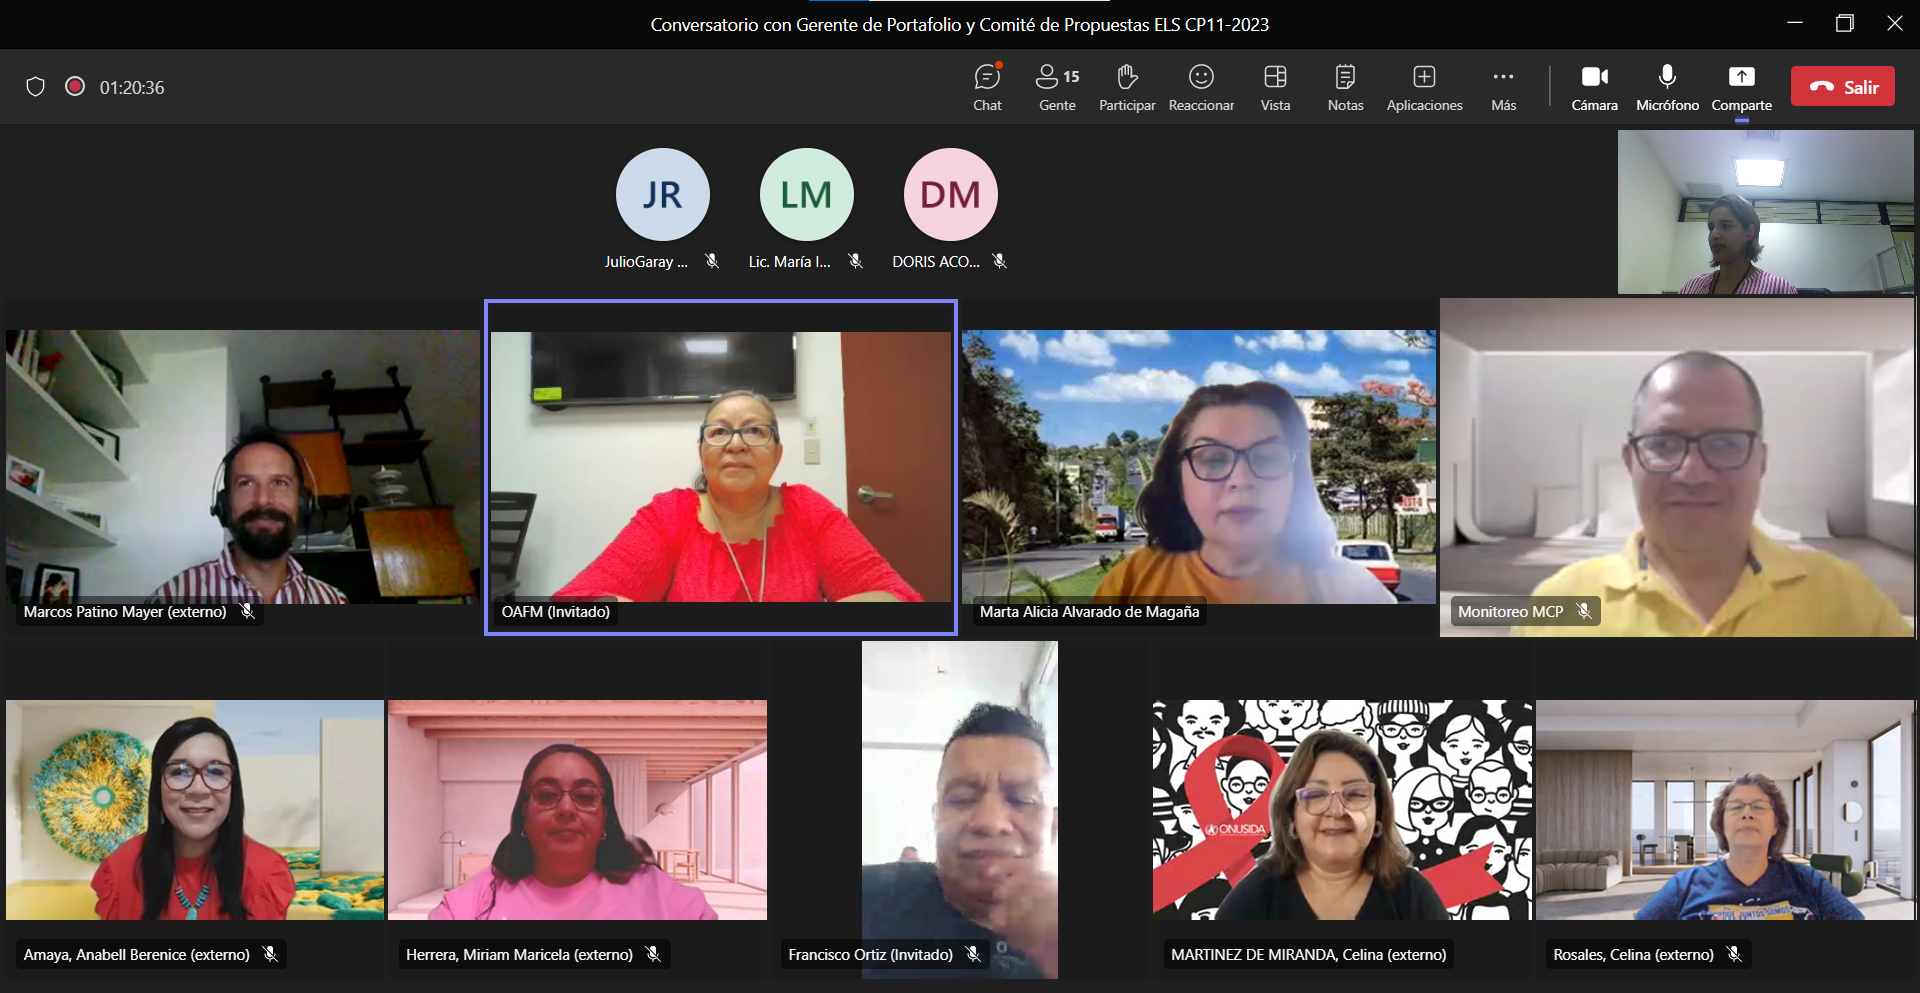 Conversatorio con Gerente de Portafolio y Comité de Propuestas ELS CP11-2023
01:20:36
Chat
15
Gente
Participar
Reaccionar
Vista
Notas
Aplicaciones
Más
Cámara
Micrófono
Comparte
Salir
JR
LM
DM
JulioGaray ...
Lic. María I...
DORIS ACO...
Marcos Patino Mayer (externo)
OAFM (Invitado)
Marta Alicia Alvarado de Magaña
Monitoreo MCP
ONUSIDA
JUNTOS SOMOS
Amaya, Anabell Berenice (externo)
Herrera, Miriam Maricela (externo)
Francisco Ortiz (Invitado)
MARTINEZ DE MIRANDA, Celina (externo)
Rosales, Celina (externo)